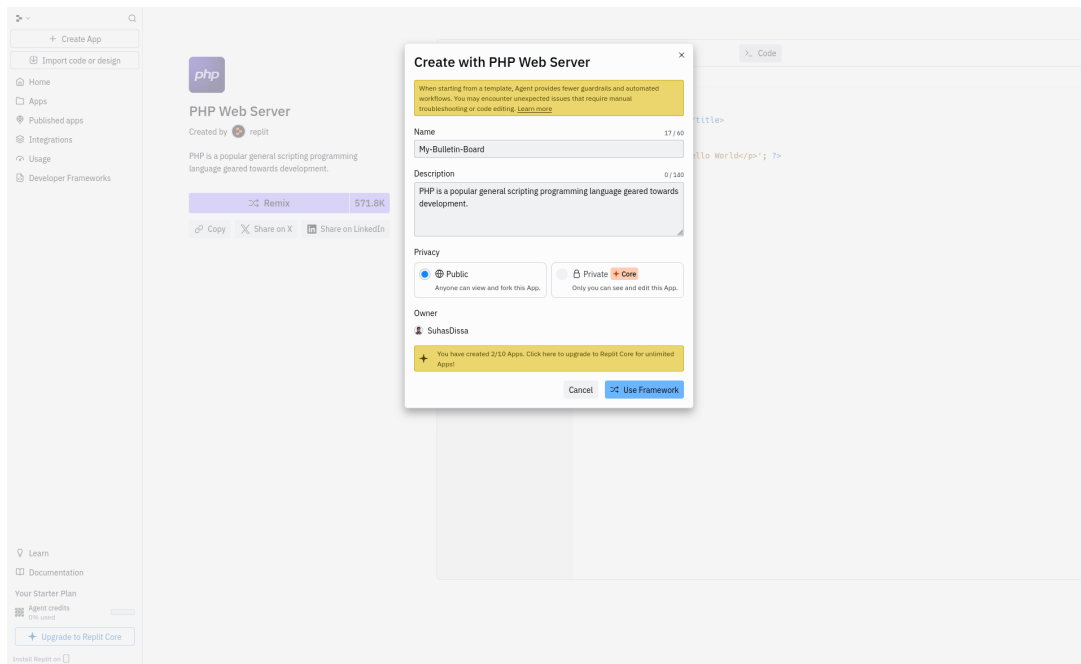 Create App
Import code or design
Home
Apps
Published apps
Integrations
Usage
Developer Frameworks
Learn
Documentation
Your Starter Plan
Agent credits
0% used
Upgrade to Replit Core
Install Replit on
php
PHP Web Server
Created by replit
PHP is a popular general scripting programming
language geared towards development.
Remix 571.8K
Copy Share on X Share on LinkedIn
Create with PHP Web Server
When starting from a template, Agent provides fewer guardrails and automated
workflows. You may encounter unexpected issues that require manual
troubleshooting or code editing. Learn more
Name 17 / 60
My-Bulletin-Board
Description 0 / 140
PHP is a popular general scripting programming language geared towards
development.
Privacy
Public
Anyone can view and fork this App.
Private Core
Only you can see and edit this App.
Owner
SuhasDissa
You have created 2/10 Apps. Click here to upgrade to Replit Core for unlimited
Apps!
Cancel Use Framework
Code
title>
llo World</p>'; ?>